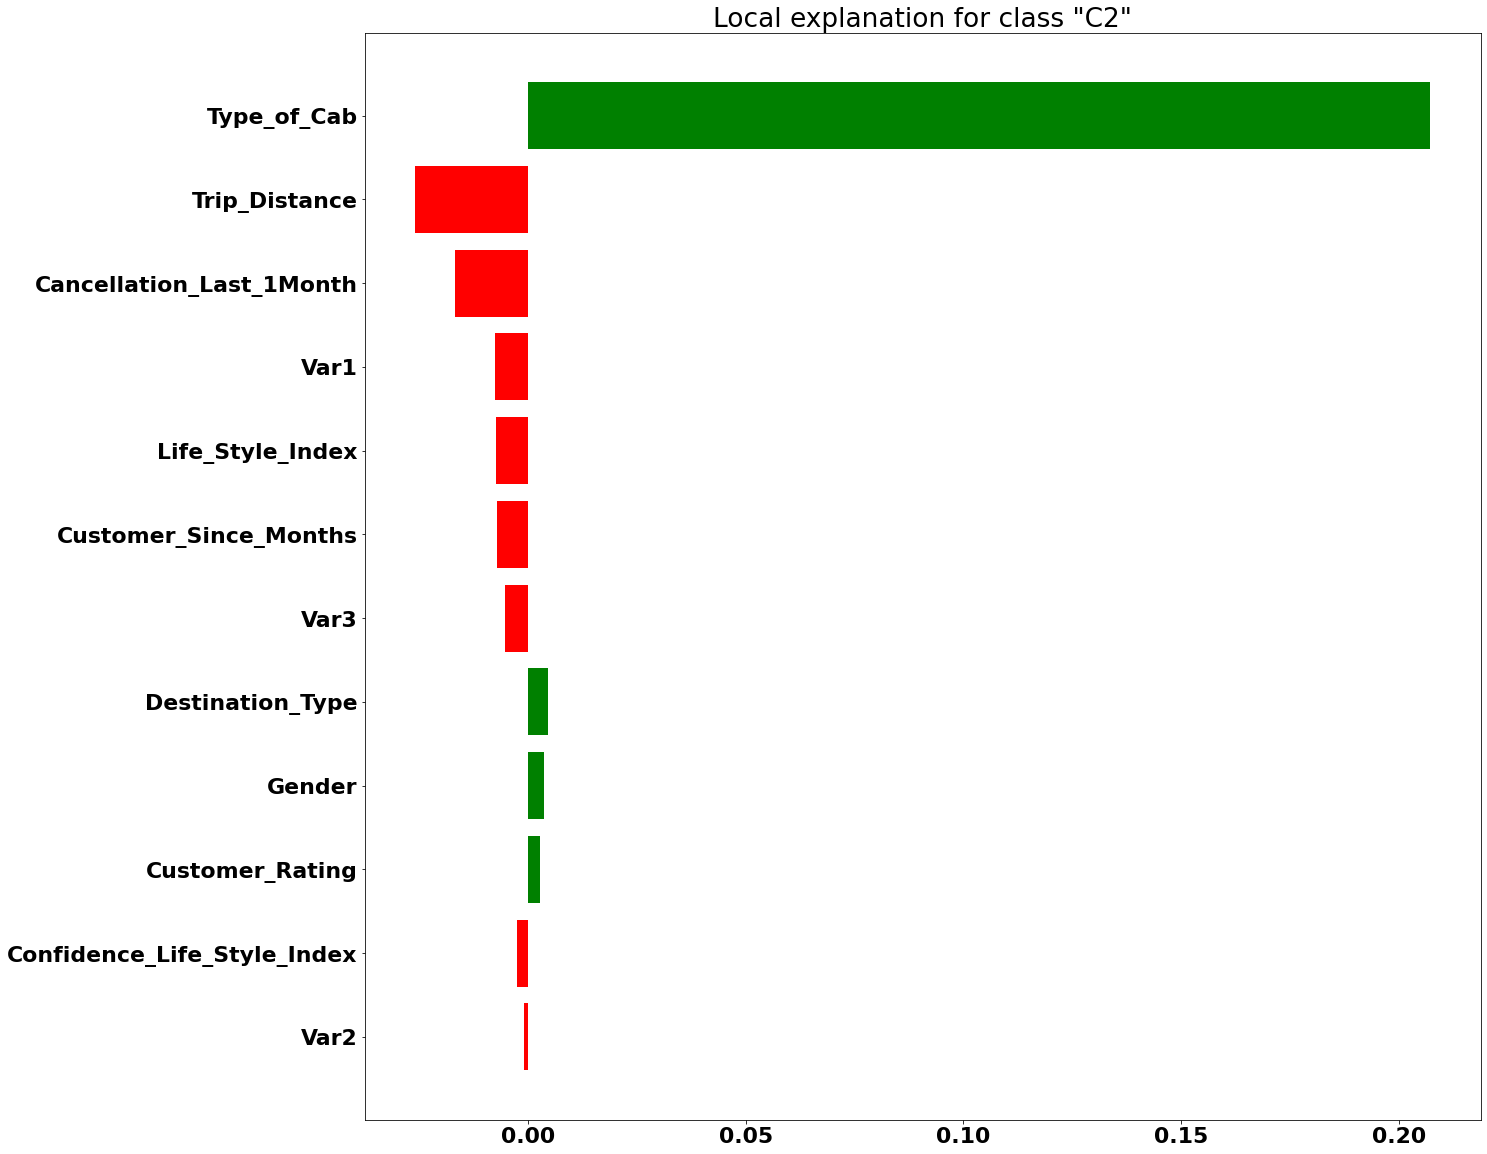 Local explanation for class "C2"
Type_of_Cab
Trip_Distance
Cancellation_Last_1Month
Var1
Life_Style_Index
Customer_Since_Months
Var3
Destination_Type
Gender
Customer_Rating
Confidence_Life_Style_Index
Var2
0.00 0.05 0.10 0.15 0.20